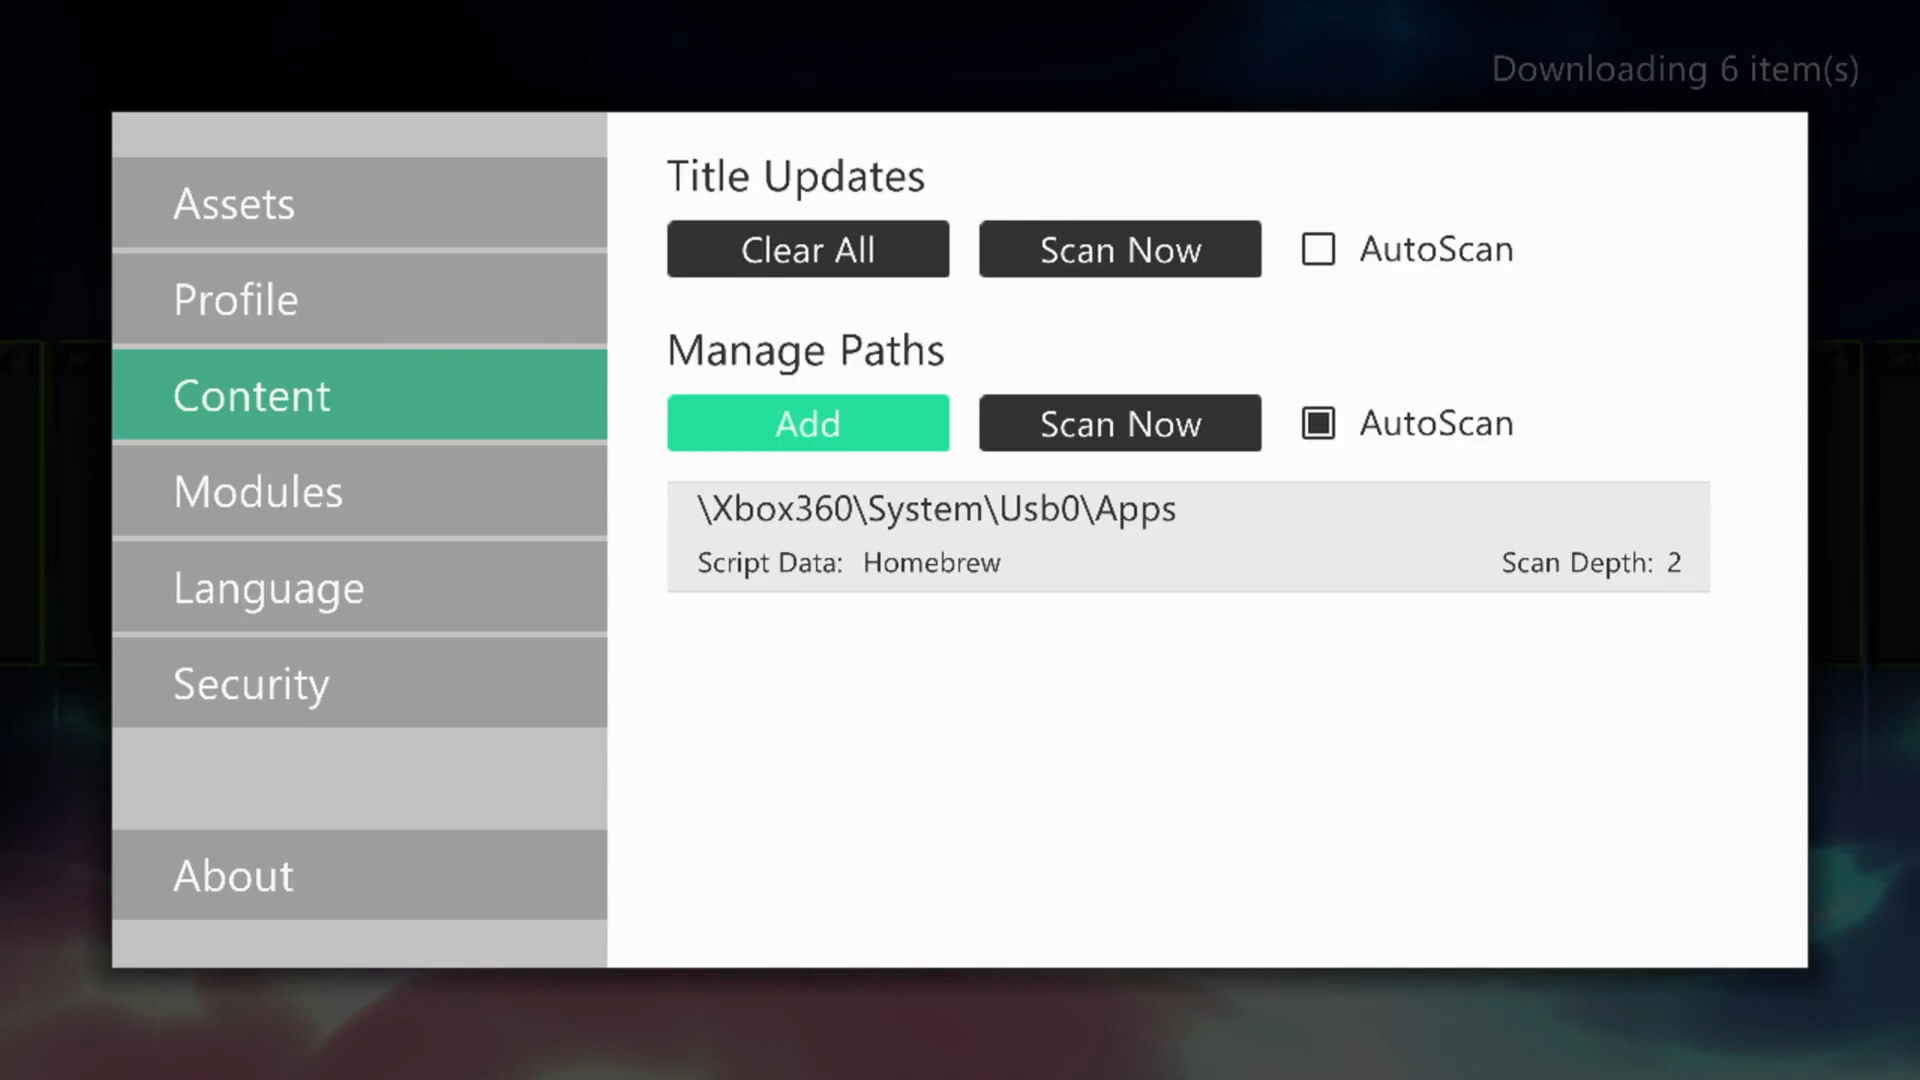 Downloading 6 item(s)
Assets
Profile
Content
Modules
Language
Security
About
Title Updates
Clear All
Scan Now
AutoScan
Manage Paths
Add
Scan Now
AutoScan
\Xbox360\System\Usb0\Apps
Script Data: Homebrew
Scan Depth: 2